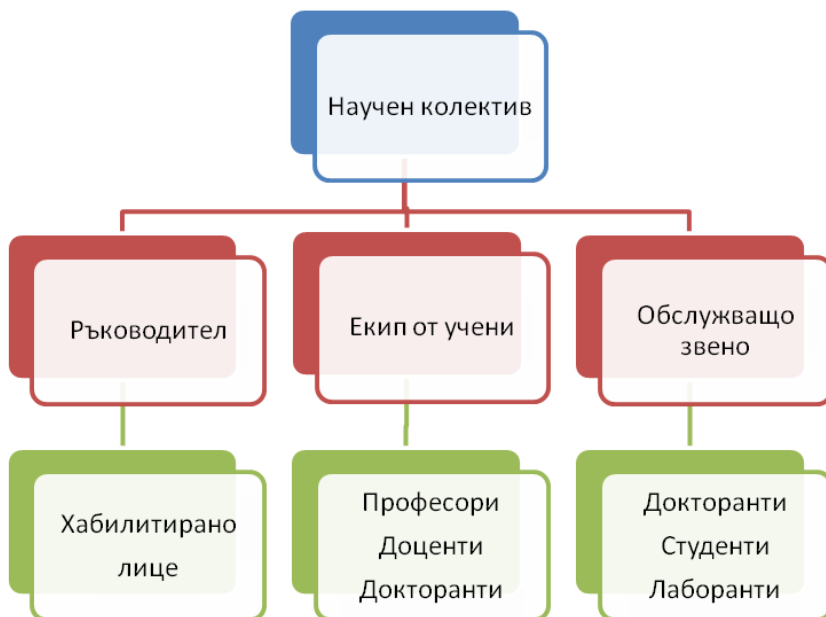 Научен колектив
Ръководител
Екип от учени
Обслужващо
звено
Хабилитирано
лице
Професори
Доценти
Докторанти
Докторанти
Студенти
Лаборанти